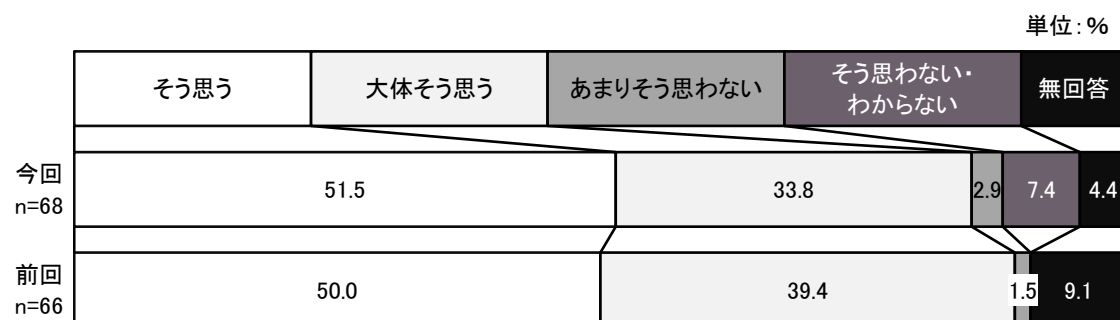 単位：％
そう思う
大体そう思う
あまりそう思わない
そう思わない・
わからない
無回答
今回
n=68
51.5
33.8
2.9
7.4
4.4
前回
n=66
50.0
39.4
1.5
9.1